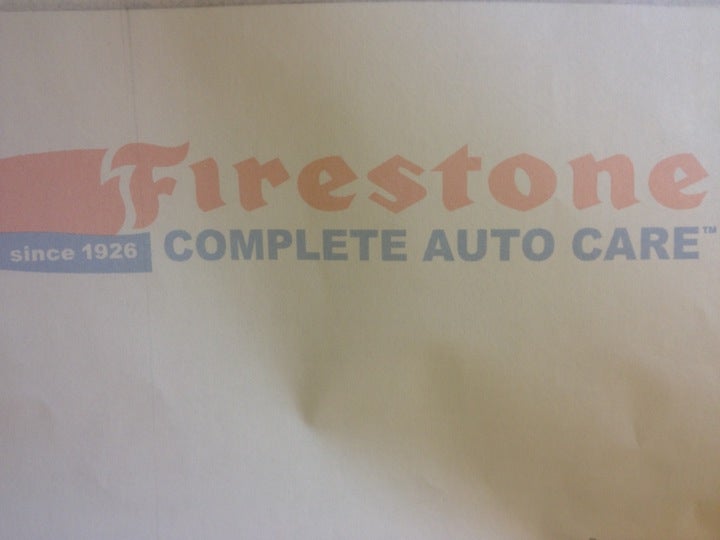 Firestone
since 1926 COMPLETE AUTO CARE™